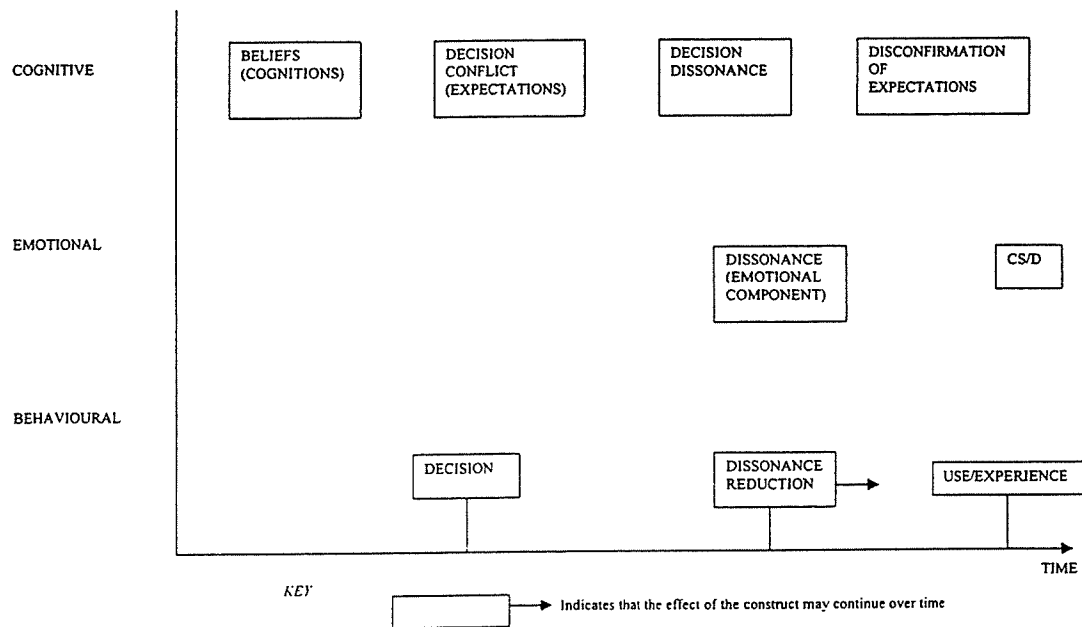 COGNITIVE
BELIEFS
(COGNITIONS)
DECISION
CONFLICT
(EXPECTATIONS)
DECISION
DISSONANCE
DISCONFIRMATION
OF
EXPECTATIONS
EMOTIONAL
DISSONANCE
(EMOTIONAL
COMPONENT)
CS/D
BEHAVIOURAL
DECISION
DISSONANCE
REDUCTION
USE/EXPERIENCE
TIME
KEY
Indicates that the effect of the construct may continue over time